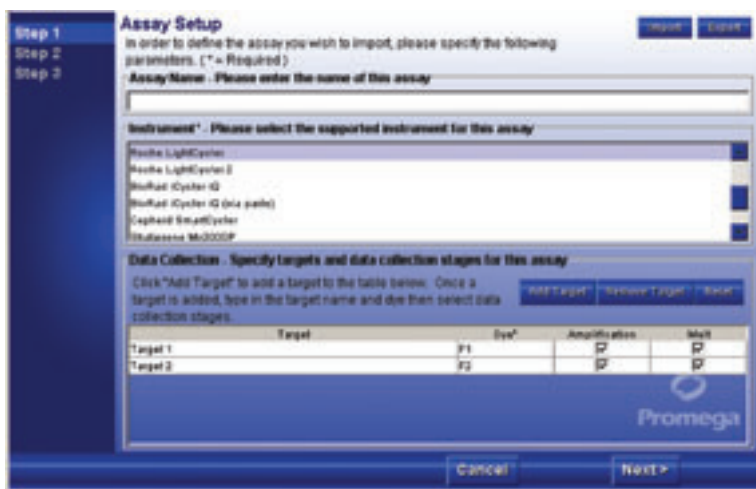 Step 1
Step 2
Step 3
Assay Setup
Import Export
In order to define the assay you wish to import, please specify the following
parameters. ( * = Required )
Assay Name - Please enter the name of this assay
Instrument* - Please select the supported instrument for this assay
Roche LightCycler
Roche LightCycler 2
BioRad iCycler iQ
BioRad iCycler iQ (via paste)
Cepheid SmartCycler
Stratagene Mx3000P
Data Collection - Specify targets and data collection stages for this assay
Click "Add Target" to add a target to the table below. Once a
target is added, type in the target name and dye then select data
collection stages.
Add Target Remove Target Reset
Target Dye* Amplification Melt
Target 1 F1
Target 2 F2
Promega
Cancel Next >